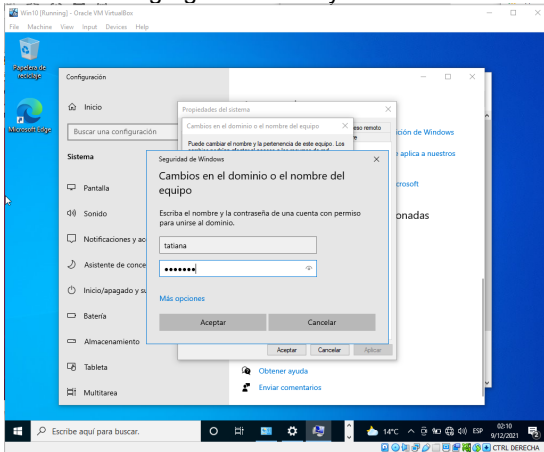 Win10 [Running] - Oracle VM VirtualBox
File Machine View Input Devices Help
Papelera de
reciclaje
Microsoft Edge
Configuración
Inicio
Buscar una configuración
Sistema
Pantalla
Sonido
Notificaciones y ac
Asistente de conce
Inicio/apagado y su
Batería
Almacenamiento
Tableta
Multitarea
Propiedades del sistema
Cambios en el dominio o el nombre del equipo
eso remoto
Puede cambiar el nombre y la pertenencia de este equipo. Los
ición de Windows
aplica a nuestros
crosoft
onadas
Seguridad de Windows
Cambios en el dominio o el nombre del
equipo
Escriba el nombre y la contraseña de una cuenta con permiso
para unirse al dominio.
tatiana
•••••••
Más opciones
Aceptar Cancelar
Aceptar Cancelar Aplicar
Obtener ayuda
Enviar comentarios
Escribe aquí para buscar.
14°C ESP 02:10
9/12/2021
CTRL DERECHA